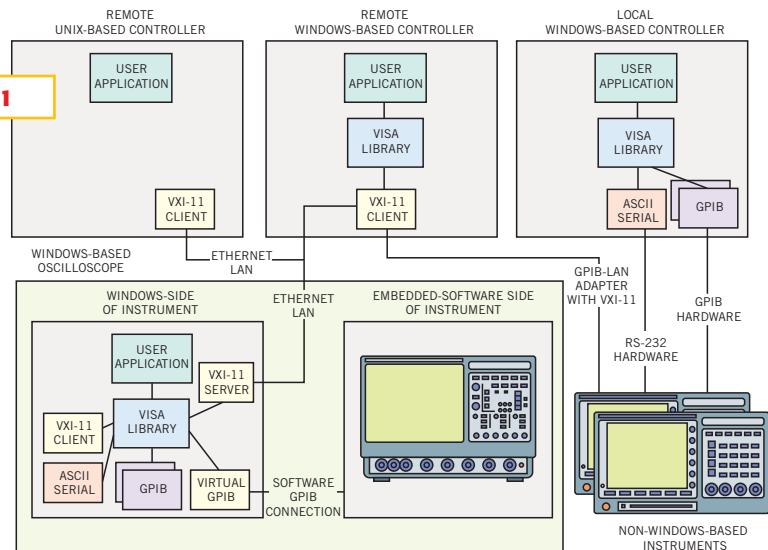 REMOTE
UNIX-BASED CONTROLLER
REMOTE
WINDOWS-BASED CONTROLLER
LOCAL
WINDOWS-BASED CONTROLLER
1
USER
APPLICATION
USER
APPLICATION
USER
APPLICATION
VISA
LIBRARY
VISA
LIBRARY
VXI-11
CLIENT
VXI-11
CLIENT
ASCII
SERIAL
GPIB
WINDOWS-BASED
OSCILLOSCOPE
ETHERNET
LAN
GPIB-LAN
ADAPTER
WITH VXI-11
GPIB
HARDWARE
RS-232
HARDWARE
WINDOWS-SIDE
OF INSTRUMENT
ETHERNET
LAN
EMBEDDED-SOFTWARE SIDE
OF INSTRUMENT
USER
APPLICATION
VXI-11
SERVER
VXI-11
CLIENT
VISA
LIBRARY
ASCII
SERIAL
GPIB
VIRTUAL
GPIB
SOFTWARE
GPIB
CONNECTION
NON-WINDOWS-BASED
INSTRUMENTS